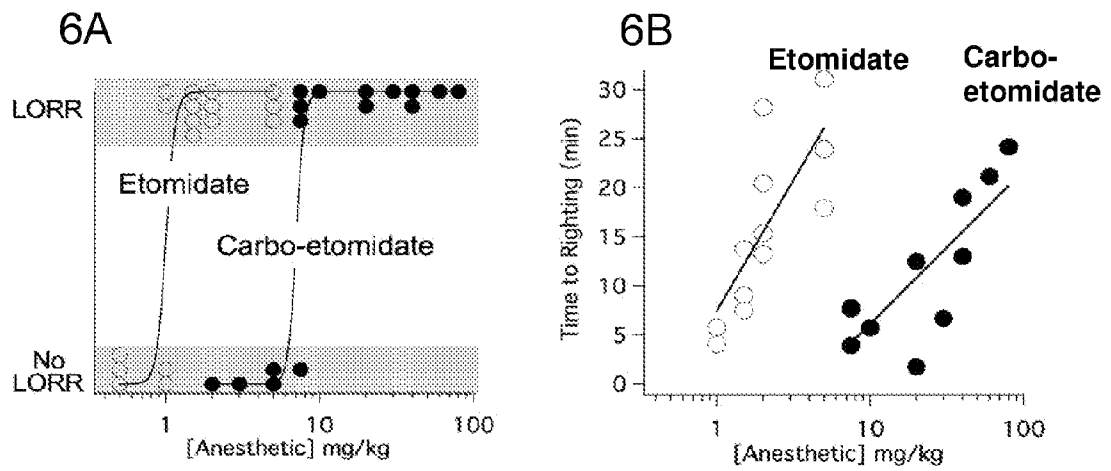 6A
LORR
Etomidate
Carbo-etomidate
No
LORR
1
10
100
[Anesthetic] mg/kg
6B
Etomidate
Carbo-
etomidate
Time to Righting (min)
30
25
20
15
10
5
0
1
10
100
[Anesthetic] mg/kg